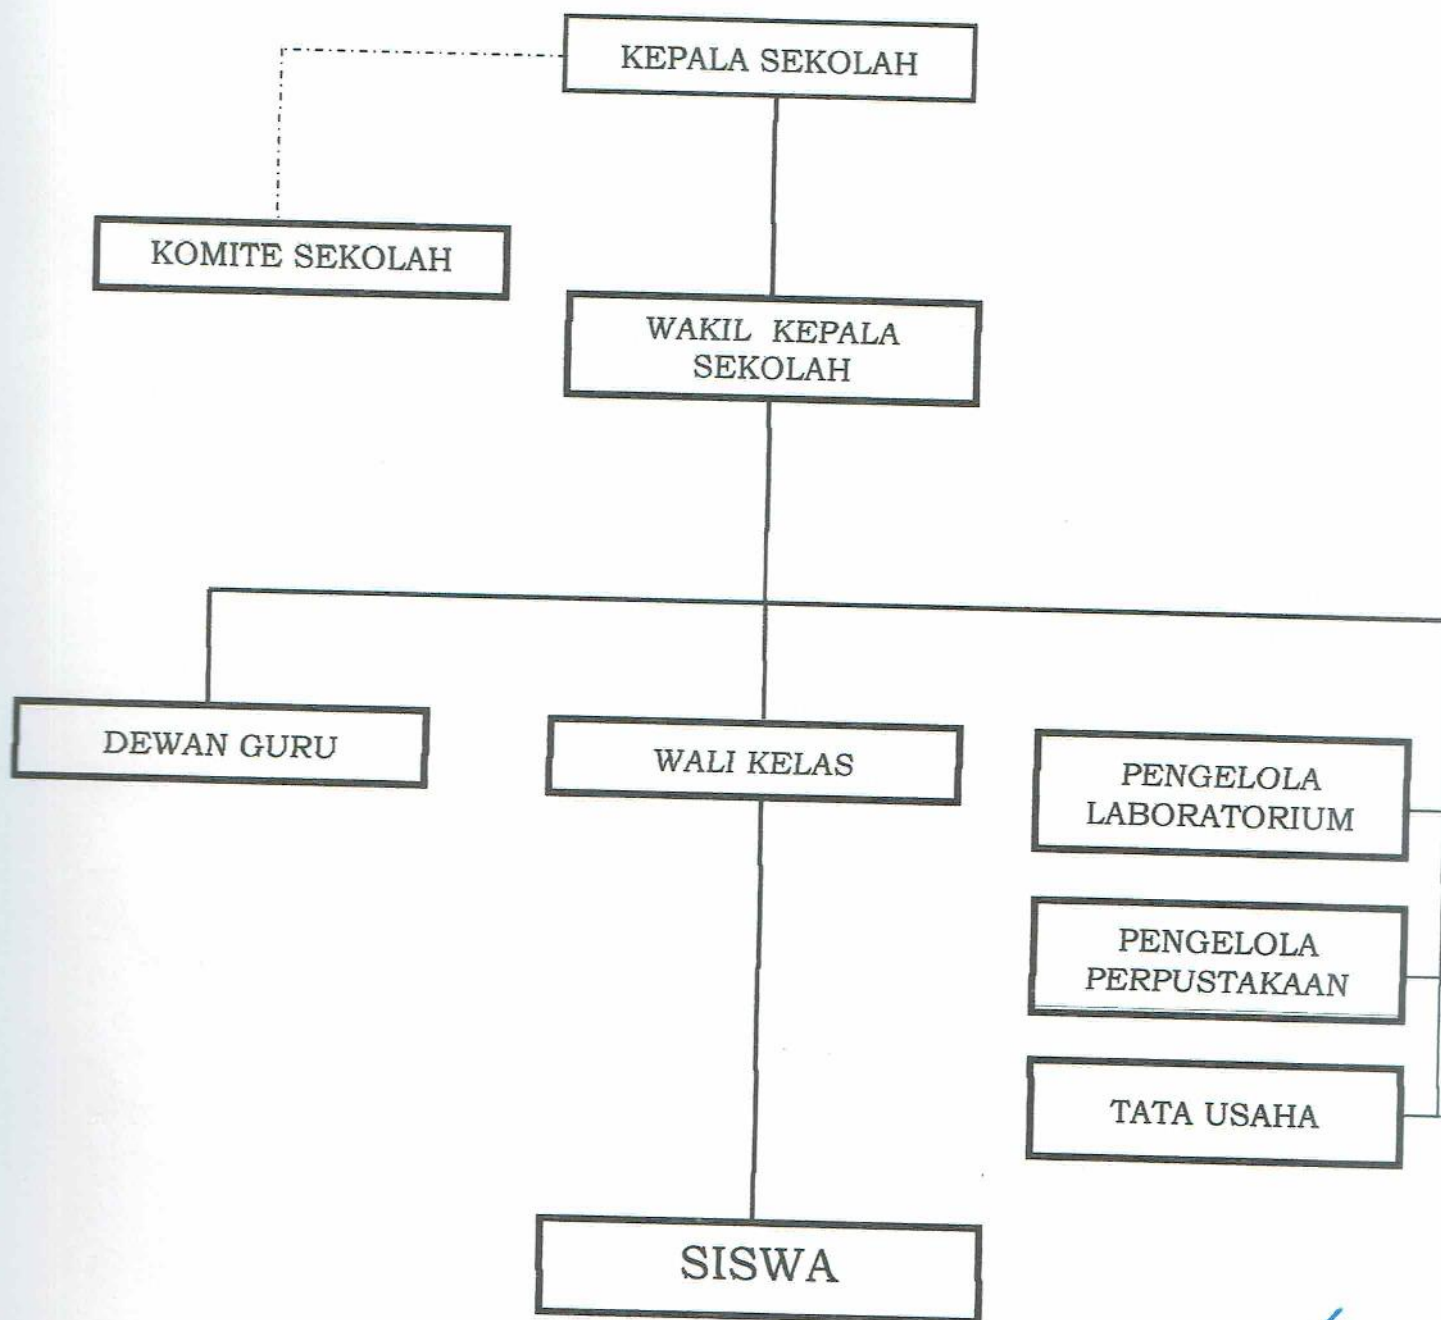 KEPALA SEKOLAH
KOMITE SEKOLAH
WAKIL KEPALA
SEKOLAH
DEWAN GURU
WALI KELAS
PENGELOLA
LABORATORIUM
PENGELOLA
PERPUSTAKAAN
TATA USAHA
SISWA